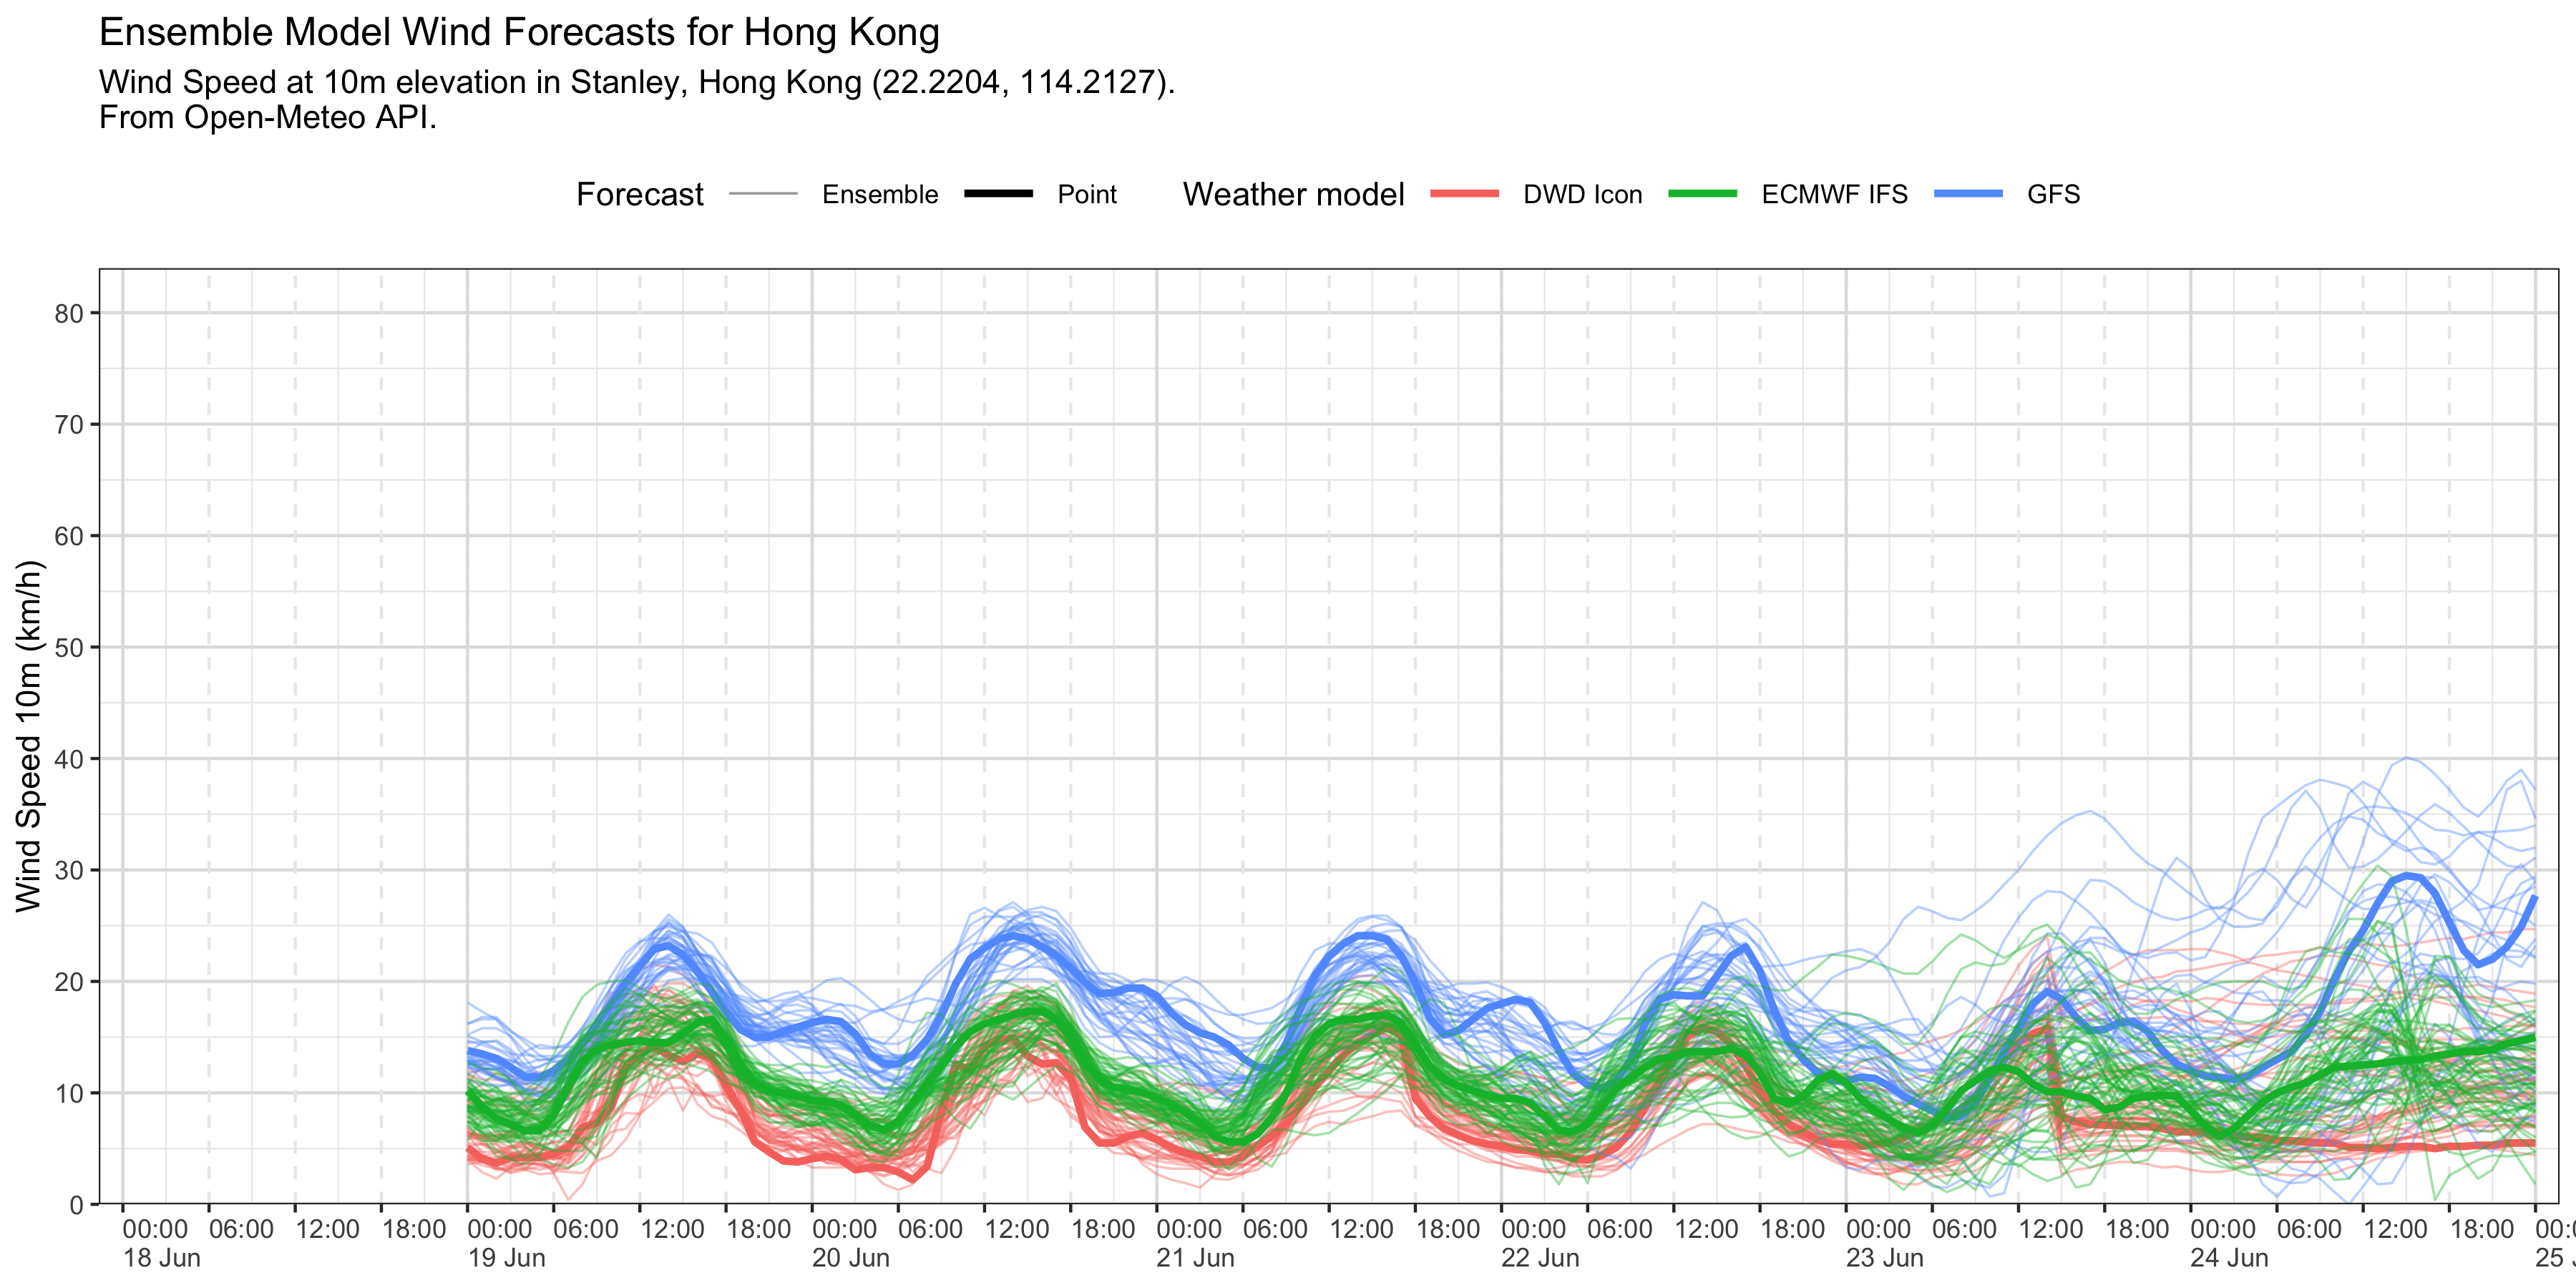 Ensemble Model Wind Forecasts for Hong Kong
Wind Speed at 10m elevation in Stanley, Hong Kong (22.2204, 114.2127).
From Open-Meteo API.
Forecast Ensemble Point Weather model DWD Icon ECMWF IFS GFS
Wind Speed 10m (km/h)
80
70
60
50
40
30
20
10
0
00:00 06:00 12:00 18:00 00:00 06:00 12:00 18:00 00:00 06:00 12:00 18:00 00:00 06:00 12:00 18:00 00:00 06:00 12:00 18:00 00:00 06:00 12:00 18:00 00:00 06:00 12:00 18:00 00:0
18 Jun 19 Jun 20 Jun 21 Jun 22 Jun 23 Jun 24 Jun 25